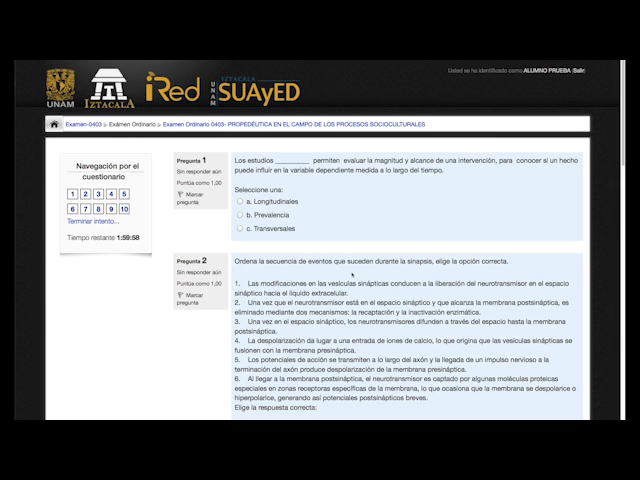 UNAM
IZTACALA
iRed
UNAM
IZTACALA
SUAyED
Usted se ha identificado como ALUMNO PRUEBA (Salir)
Examen-0403 ▷ Exámen Ordinario ▷ Examen Ordinario 0403- PROPEDÉUTICA EN EL CAMPO DE LOS PROCESOS SOCIOCULTURALES
Navegación por el
cuestionario
1 2 3 4 5
6 7 8 9 10
Terminar intento...
Tiempo restante 1:59:58
Pregunta 1
Sin responder aún
Puntúa como 1,00
Marcar
pregunta
Los estudios __________ permiten evaluar la magnitud y alcance de una intervención, para conocer si un hecho
puede influir en la variable dependiente medida a lo largo del tiempo.
Seleccione una:
a. Longitudinales
b. Prevalencia
c. Transversales
Pregunta 2
Sin responder aún
Puntúa como 1,00
Marcar
pregunta
Ordena la secuencia de eventos que suceden durante la sinapsis, elige la opción correcta.
1. Las modificaciones en las vesículas sinápticas conducen a la liberación del neurotransmisor en el espacio
sináptico hacia el líquido extracelular.
2. Una vez que el neurotransmisor está en el espacio sináptico y que alcanza la membrana postsináptica, es
eliminado mediante dos mecanismos: la recaptación y la inactivación enzimática.
3. Una vez en el espacio sináptico, los neurotransmisores difunden a través del espacio hasta la membrana
postsináptica.
4. La despolarización da lugar a una entrada de iones de calcio, lo que origina que las vesículas sinápticas se
fusionen con la membrana presináptica.
5. Los potenciales de acción se transmiten a lo largo del axón y la llegada de un impulso nervioso a la
terminación del axón produce despolarización de la membrana presináptica.
6. Al llegar a la membrana postsináptica, el neurotransmisor es captado por algunas moléculas proteicas
especiales en zonas receptoras específicas de la membrana, lo que ocasiona que la membrana se despolarice o
hiperpolarice, generando así potenciales postsinápticos breves.
Elige la respuesta correcta: